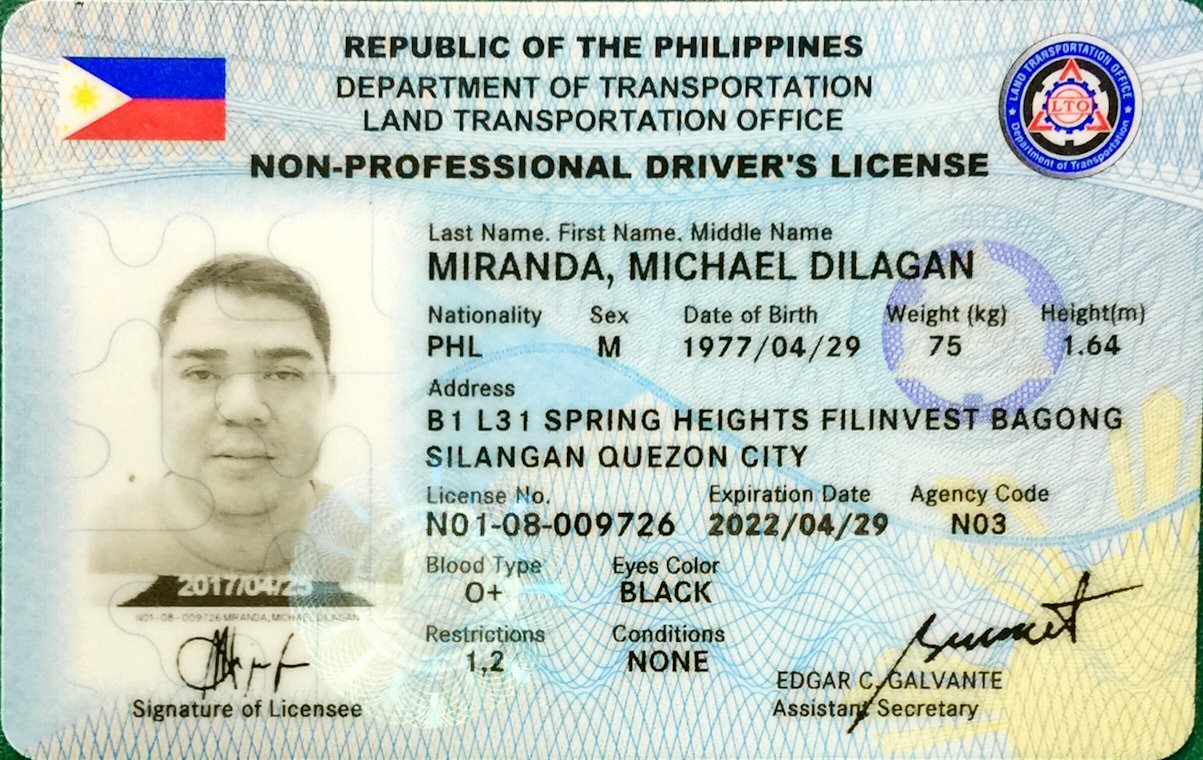 REPUBLIC OF THE PHILIPPINES
DEPARTMENT OF TRANSPORTATION
LAND TRANSPORTATION OFFICE
NON-PROFESSIONAL DRIVER'S LICENSE
LAND TRANSPORTATION OFFICE
LTO
Department of Transportation
Last Name. First Name. Middle Name
MIRANDA, MICHAEL DILAGAN
Nationality Sex Date of Birth Weight (kg) Height(m)
PHL M 1977/04/29 75 1.64
Address
B1 L31 SPRING HEIGHTS FILINVEST BAGONG
SILANGAN QUEZON CITY
License No. Expiration Date Agency Code
N01-08-009726 2022/04/29 N03
Blood Type Eyes Color
O+ BLACK
Restrictions Conditions
1,2 NONE
2017/04/25
N01-08-009726 MIRANDA, MICHAEL DILAGAN
Signature of Licensee
EDGAR C. GALVANTE
Assistant Secretary